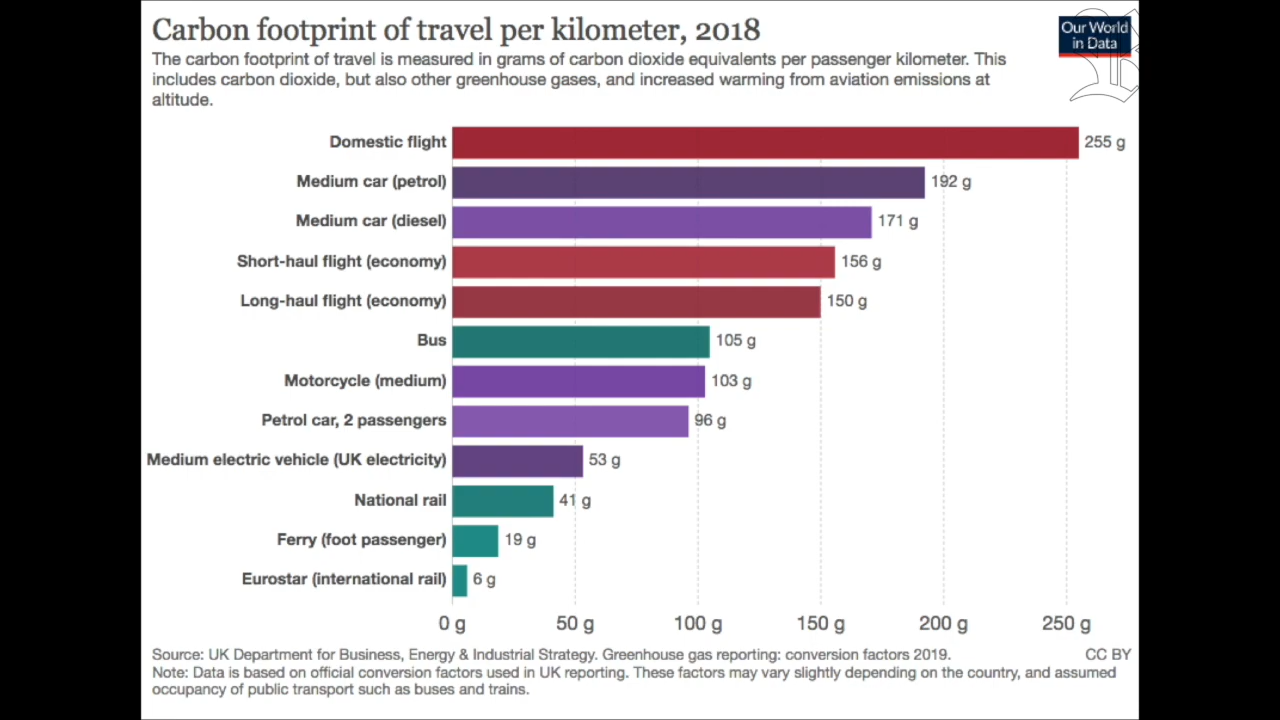 Carbon footprint of travel per kilometer, 2018
Our World
in Data
The carbon footprint of travel is measured in grams of carbon dioxide equivalents per passenger kilometer. This
includes carbon dioxide, but also other greenhouse gases, and increased warming from aviation emissions at
altitude.
Domestic flight 255 g
Medium car (petrol) 192 g
Medium car (diesel) 171 g
Short-haul flight (economy) 156 g
Long-haul flight (economy) 150 g
Bus 105 g
Motorcycle (medium) 103 g
Petrol car, 2 passengers 96 g
Medium electric vehicle (UK electricity) 53 g
National rail 41 g
Ferry (foot passenger) 19 g
Eurostar (international rail) 6 g
0 g 50 g 100 g 150 g 200 g 250 g
Source: UK Department for Business, Energy & Industrial Strategy. Greenhouse gas reporting: conversion factors 2019. CC BY
Note: Data is based on official conversion factors used in UK reporting. These factors may vary slightly depending on the country, and assumed
occupancy of public transport such as buses and trains.